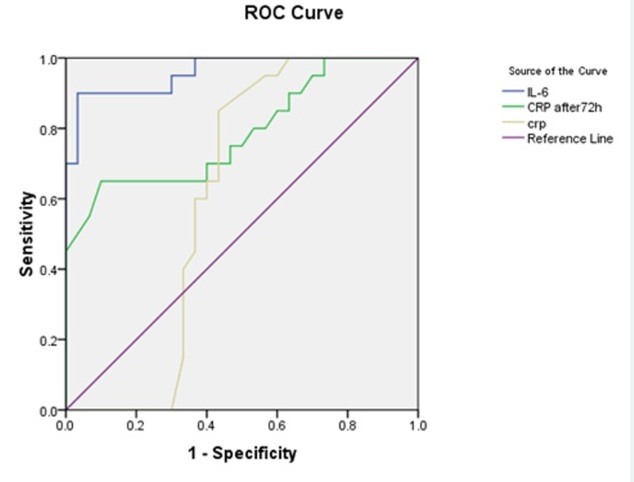 ROC Curve
Source of the Curve
IL-6
CRP after72h
crp
Reference Line
1.0
0.8
0.6
0.4
0.2
0.0
Sensitivity
0.0 0.2 0.4 0.6 0.8 1.0
1 - Specificity